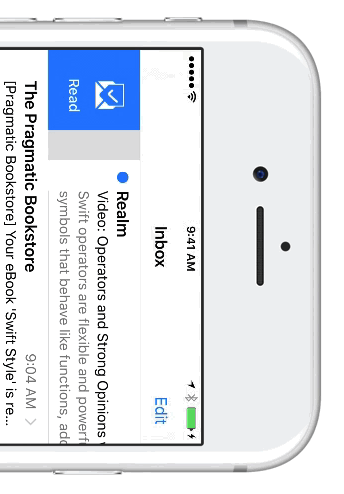 9:41 AM
Inbox
Edit
Realm
Video: Operators and Strong Opinions
Swift operators are flexible and powerf
symbols that behave like functions, add
Read
The Pragmatic Bookstore
9:04 AM
[Pragmatic Bookstore] Your eBook 'Swift Style' is re...